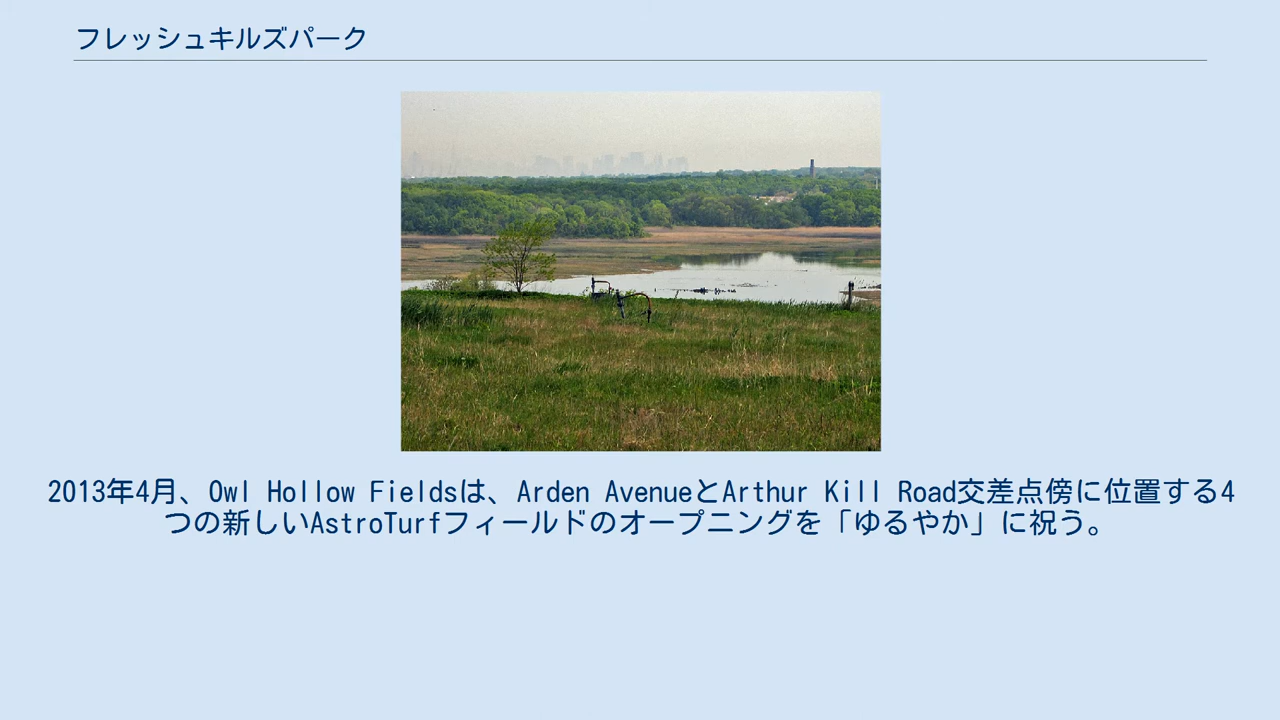 フレッシュキルズパーク
2013年4月、Owl Hollow Fieldsは、Arden AvenueとArthur Kill Road交差点傍に位置する4
つの新しいAstroTurfフィールドのオープニングを「ゆるやか」に祝う。